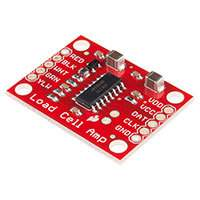 RED
BLK
WHT
GRN
YLW
VDD
VCC
DAT
CLK
GND
Load Cell Amp